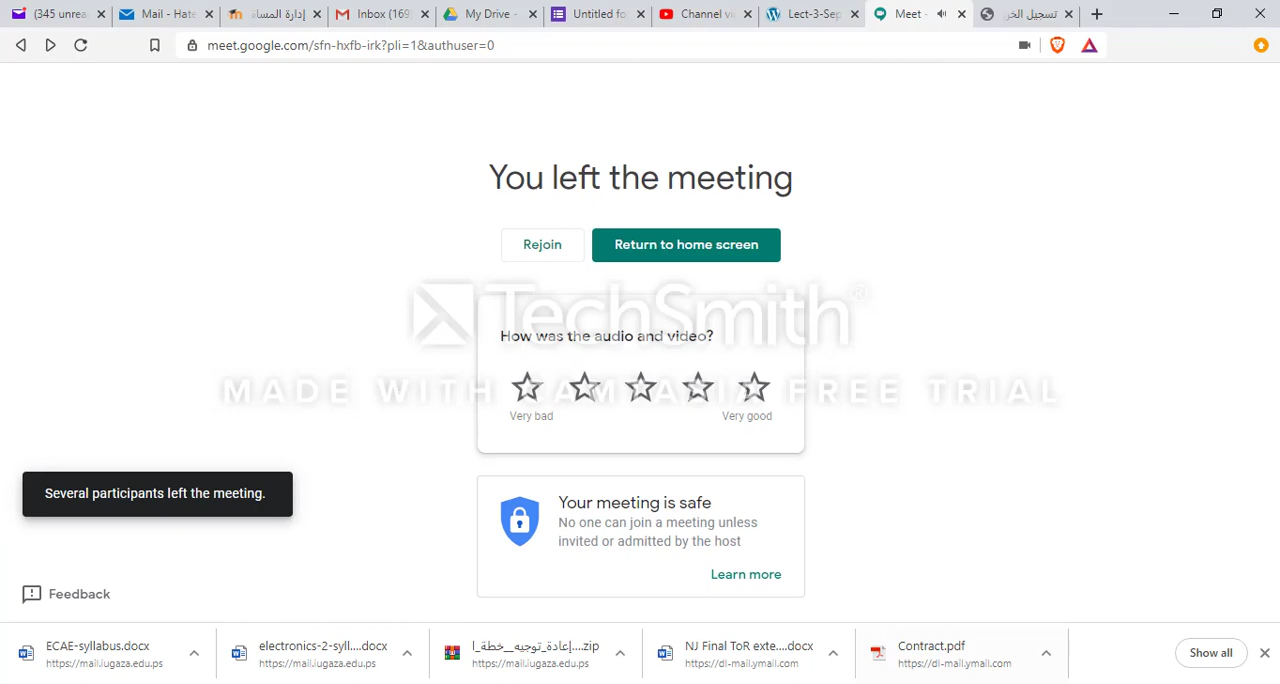 (345 unrea
Mail - Hate
إدارة المساة
Inbox (169
My Drive -
Untitled fo
Channel vi
Lect-3-Sep
Meet -
تسجيل الخر
meet.google.com/sfn-hxfb-irk?pli=1&authuser=0
You left the meeting
Rejoin
Return to home screen
TechSmith®
How was the audio and video?
MADE WITH CAMTASIA FREE TRIAL
Very bad
Very good
Several participants left the meeting.
Your meeting is safe
No one can join a meeting unless
invited or admitted by the host
Learn more
Feedback
ECAE-syllabus.docx
https://mail.iugaza.edu.ps
electronics-2-syll....docx
https://mail.iugaza.edu.ps
إعادة_توجيه__خطة_ا....zip
https://mail.iugaza.edu.ps
NJ Final ToR exte....docx
https://dl-mail.ymail.com
Contract.pdf
https://dl-mail.ymail.com
Show all